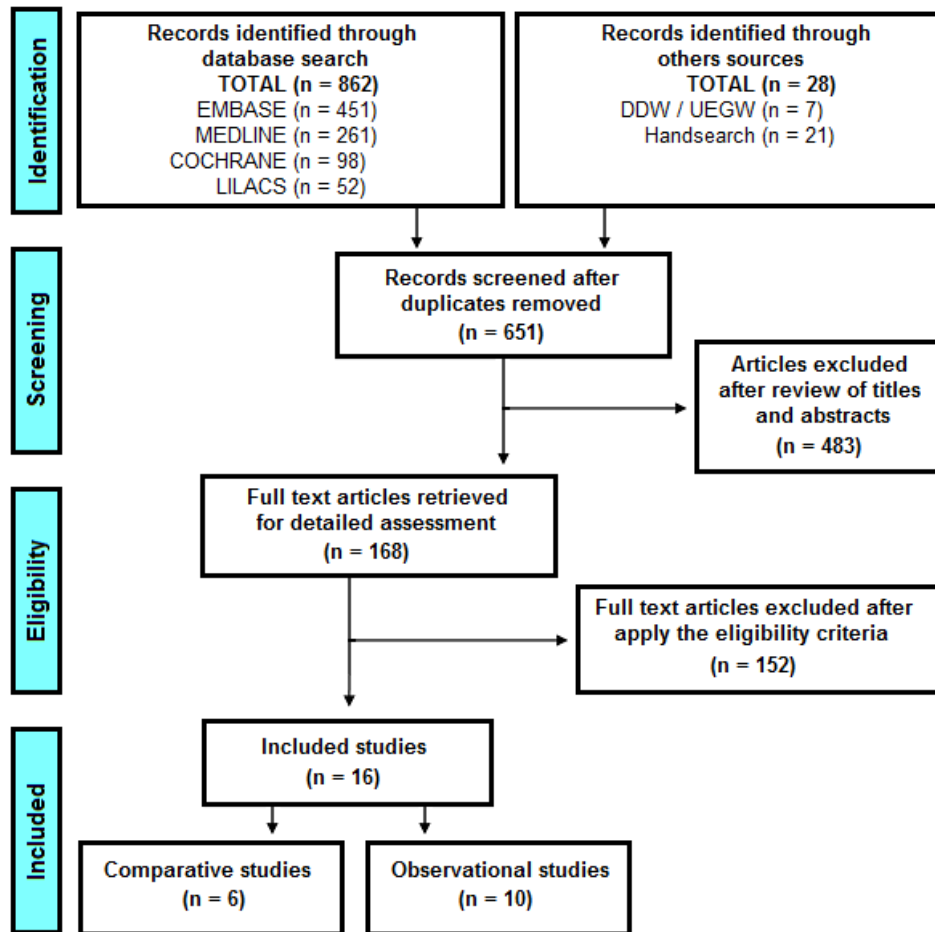 Identification
Records identified through
database search
TOTAL (n = 862)
EMBASE (n = 451)
MEDLINE (n = 261)
COCHRANE (n = 98)
LILACS (n = 52)
Records identified through
others sources
TOTAL (n = 28)
DDW / UEGW (n = 7)
Handsearch (n = 21)
Screening
Records screened after
duplicates removed
(n = 651)
Articles excluded
after review of titles
and abstracts
(n = 483)
Eligibility
Full text articles retrieved
for detailed assessment
(n = 168)
Full text articles excluded after
apply the eligibility criteria
(n = 152)
Included
Included studies
(n = 16)
Comparative studies
(n = 6)
Observational studies
(n = 10)